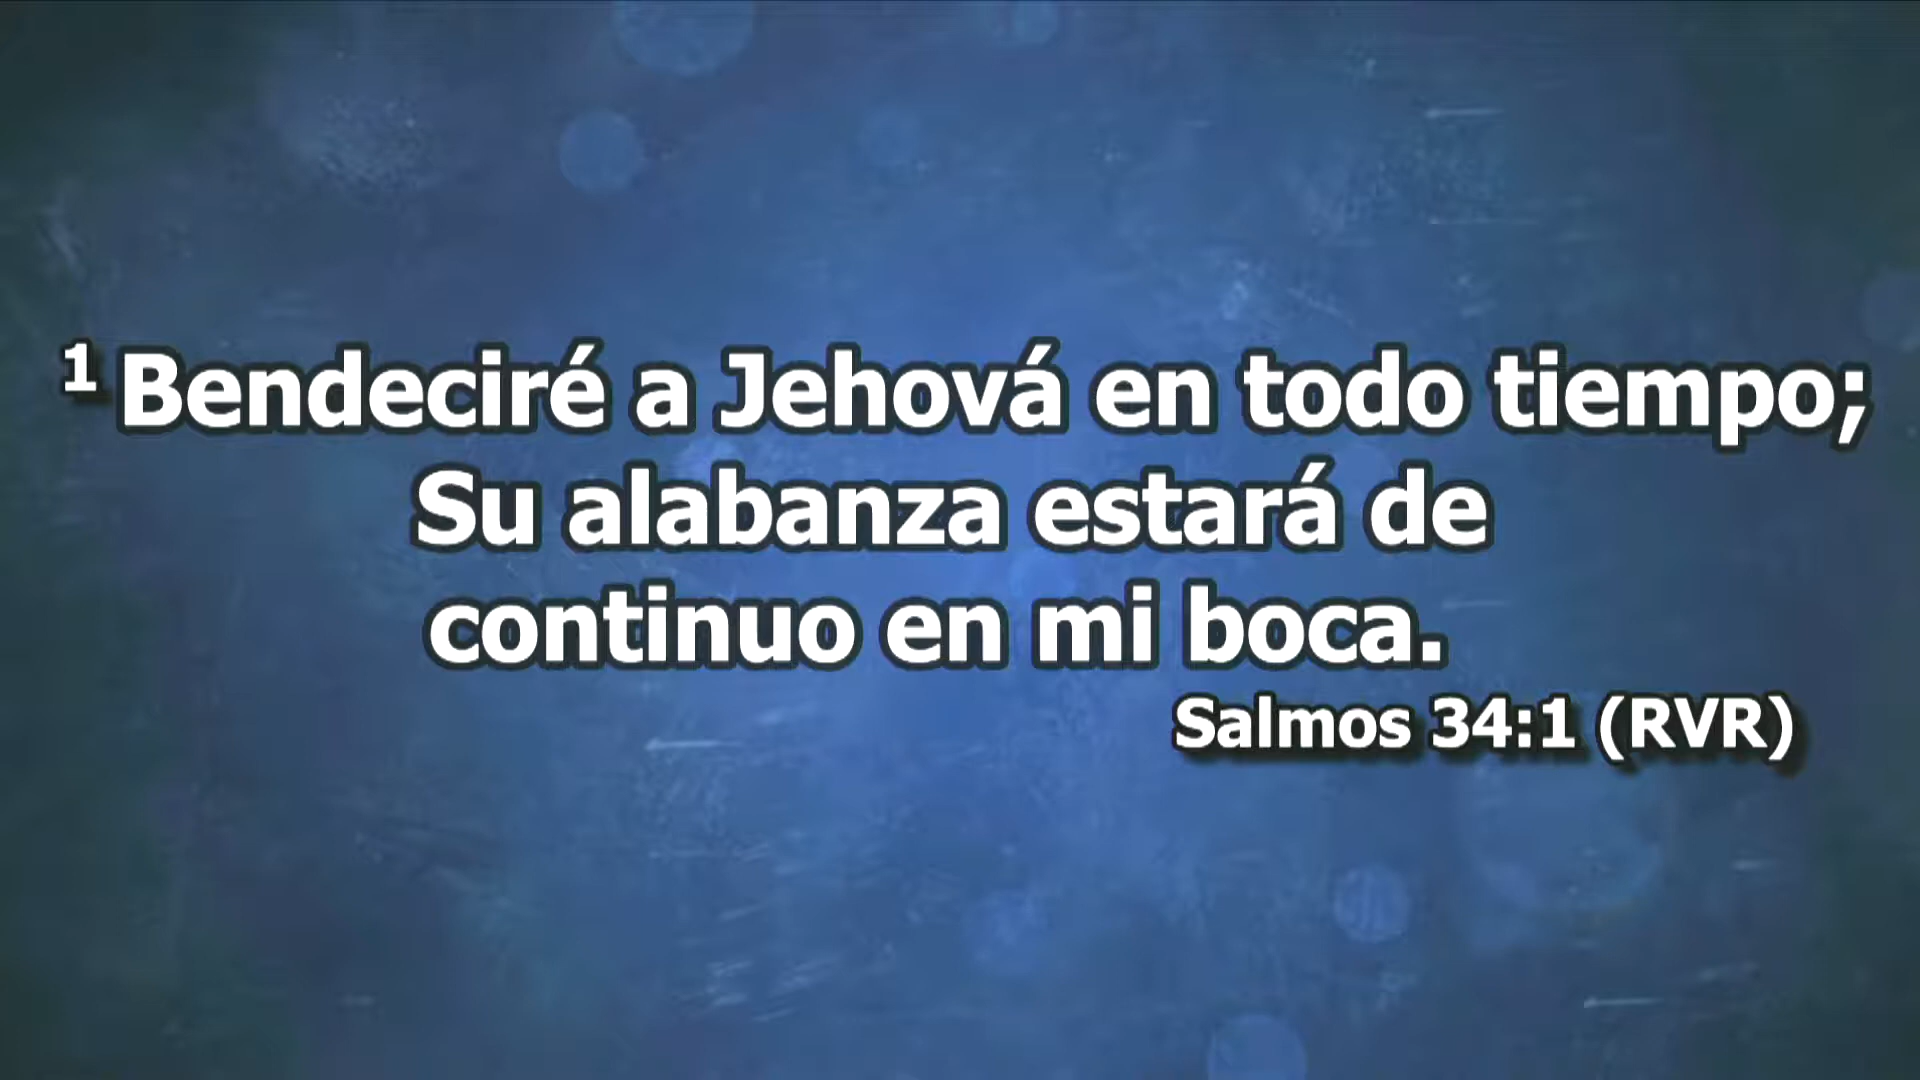 1 Bendeciré a Jehová en todo tiempo;
Su alabanza estará de
continuo en mi boca.
Salmos 34:1 (RVR)